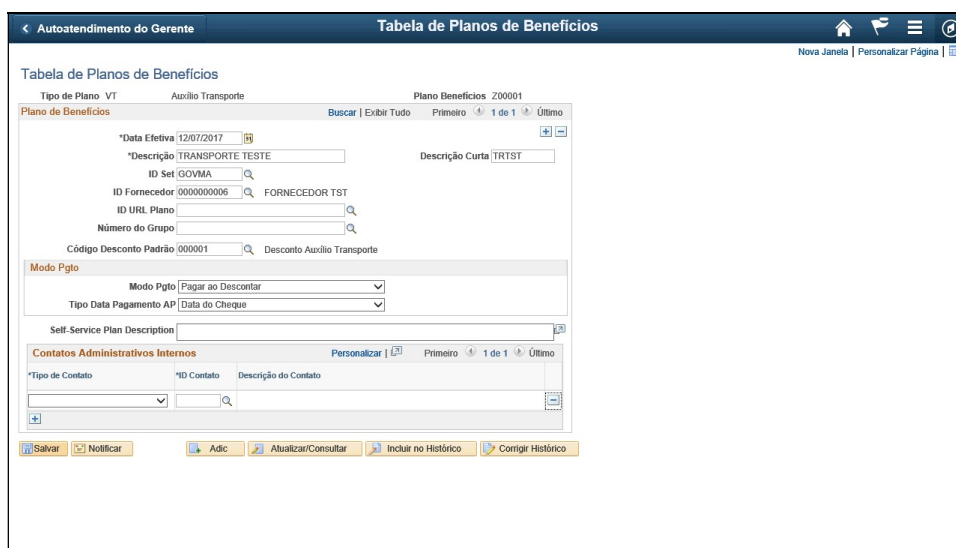 Autoatendimento do Gerente
Tabela de Planos de Benefícios
Nova Janela | Personalizar Página |
Tabela de Planos de Benefícios
Tipo de Plano VT Auxílio Transporte Plano Benefícios Z00001
Plano de Benefícios Buscar | Exibir Tudo Primeiro 1 de 1 Último
*Data Efetiva 12/07/2017
*Descrição TRANSPORTE TESTE Descrição Curta TRTST
ID Set GOVMA
ID Fornecedor 0000000006 FORNECEDOR TST
ID URL Plano
Número do Grupo
Código Desconto Padrão 000001 Desconto Auxílio Transporte
Modo Pgto
Modo Pgto Pagar ao Descontar
Tipo Data Pagamento AP Data do Cheque
Self-Service Plan Description
Contatos Administrativos Internos Personalizar | Primeiro 1 de 1 Último
*Tipo de Contato *ID Contato Descrição do Contato
Salvar Notificar Adic Atualizar/Consultar Incluir no Histórico Corrigir Histórico